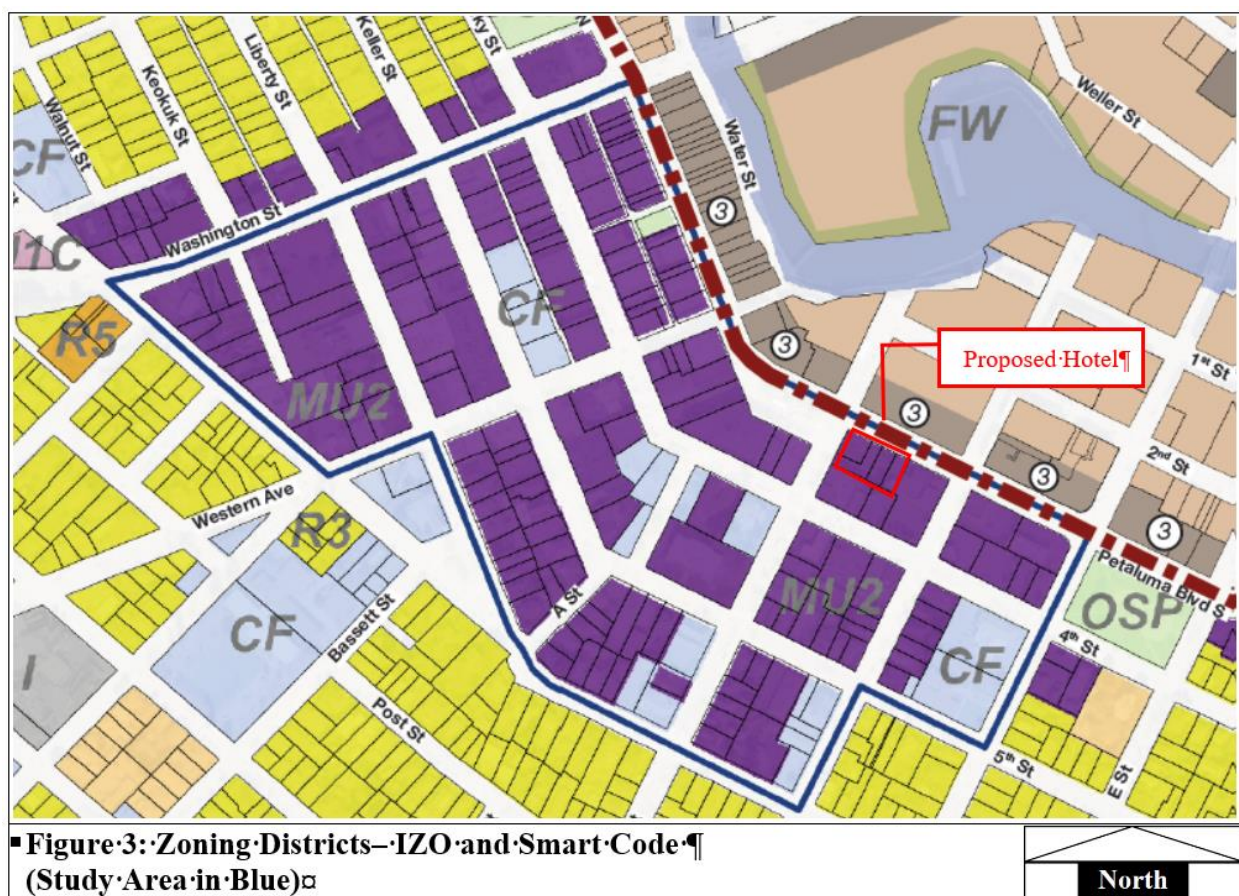 Walnut St
Keokuk St
Liberty St
Keller St
ky St
N
CF
Washington St
U1C
R5
MU2
CF
Water St
Weller St
FW
3
3
Proposed·Hotel¶
3
3
3
1st St
2nd St
Western Ave
R3
CF
Bassett St
Post St
I
A St
MU2
CF
OSP
Petaluma Blvd S
4th St
5th St
E St
▪Figure·3:·Zoning·Districts–·IZO·and·Smart·Code·¶
(Study·Area·in·Blue)¤
North